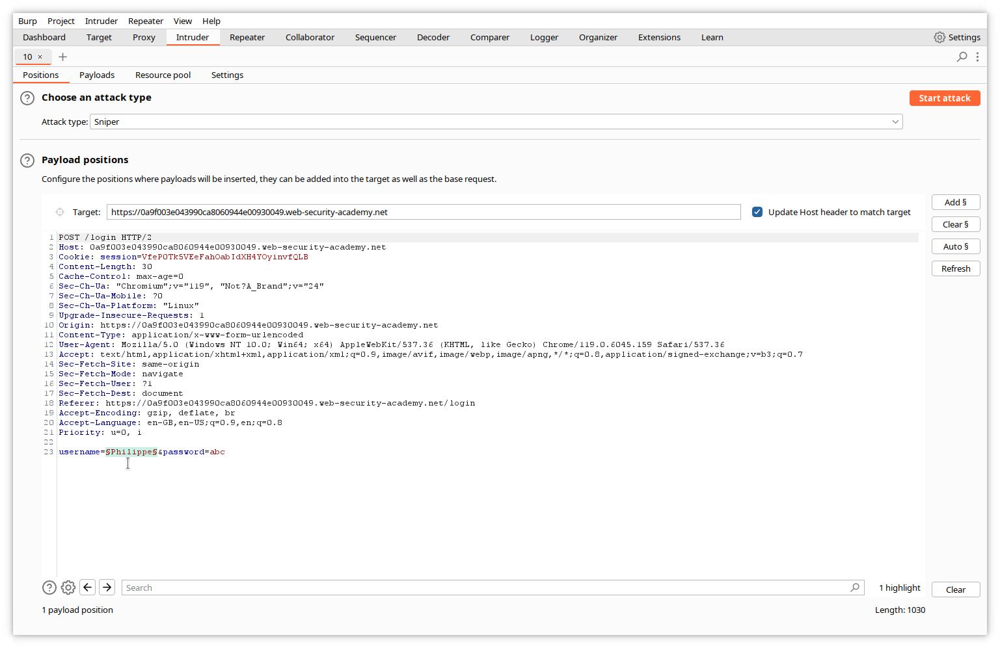 Burp Project Intruder Repeater View Help
Dashboard Target Proxy Intruder Repeater Collaborator Sequencer Decoder Comparer Logger Organizer Extensions Learn Settings
10 × +
Positions Payloads Resource pool Settings
? Choose an attack type Start attack
Attack type: Sniper
? Payload positions
Configure the positions where payloads will be inserted, they can be added into the target as well as the base request.
Target: https://0a9f003e043990ca8060944e00930049.web-security-academy.net Update Host header to match target
Add §
Clear §
Auto §
Refresh
1 POST /login HTTP/2
2 Host: 0a9f003e043990ca8060944e00930049.web-security-academy.net
3 Cookie: session=VfeP0Tk5VEeFahOabIdXH4YOyinvfQLB
4 Content-Length: 30
5 Cache-Control: max-age=0
6 Sec-Ch-Ua: "Chromium";v="119", "Not?A_Brand";v="24"
7 Sec-Ch-Ua-Mobile: ?0
8 Sec-Ch-Ua-Platform: "Linux"
9 Upgrade-Insecure-Requests: 1
10 Origin: https://0a9f003e043990ca8060944e00930049.web-security-academy.net
11 Content-Type: application/x-www-form-urlencoded
12 User-Agent: Mozilla/5.0 (Windows NT 10.0; Win64; x64) AppleWebKit/537.36 (KHTML, like Gecko) Chrome/119.0.6045.159 Safari/537.36
13 Accept: text/html,application/xhtml+xml,application/xml;q=0.9,image/avif,image/webp,image/apng,*/*;q=0.8,application/signed-exchange;v=b3;q=0.7
14 Sec-Fetch-Site: same-origin
15 Sec-Fetch-Mode: navigate
16 Sec-Fetch-User: ?1
17 Sec-Fetch-Dest: document
18 Referer: https://0a9f003e043990ca8060944e00930049.web-security-academy.net/login
19 Accept-Encoding: gzip, deflate, br
20 Accept-Language: en-GB,en-US;q=0.9,en;q=0.8
21 Priority: u=0, i
22
23 username=§Philippe§&password=abc
? Search 1 highlight Clear
1 payload position Length: 1030